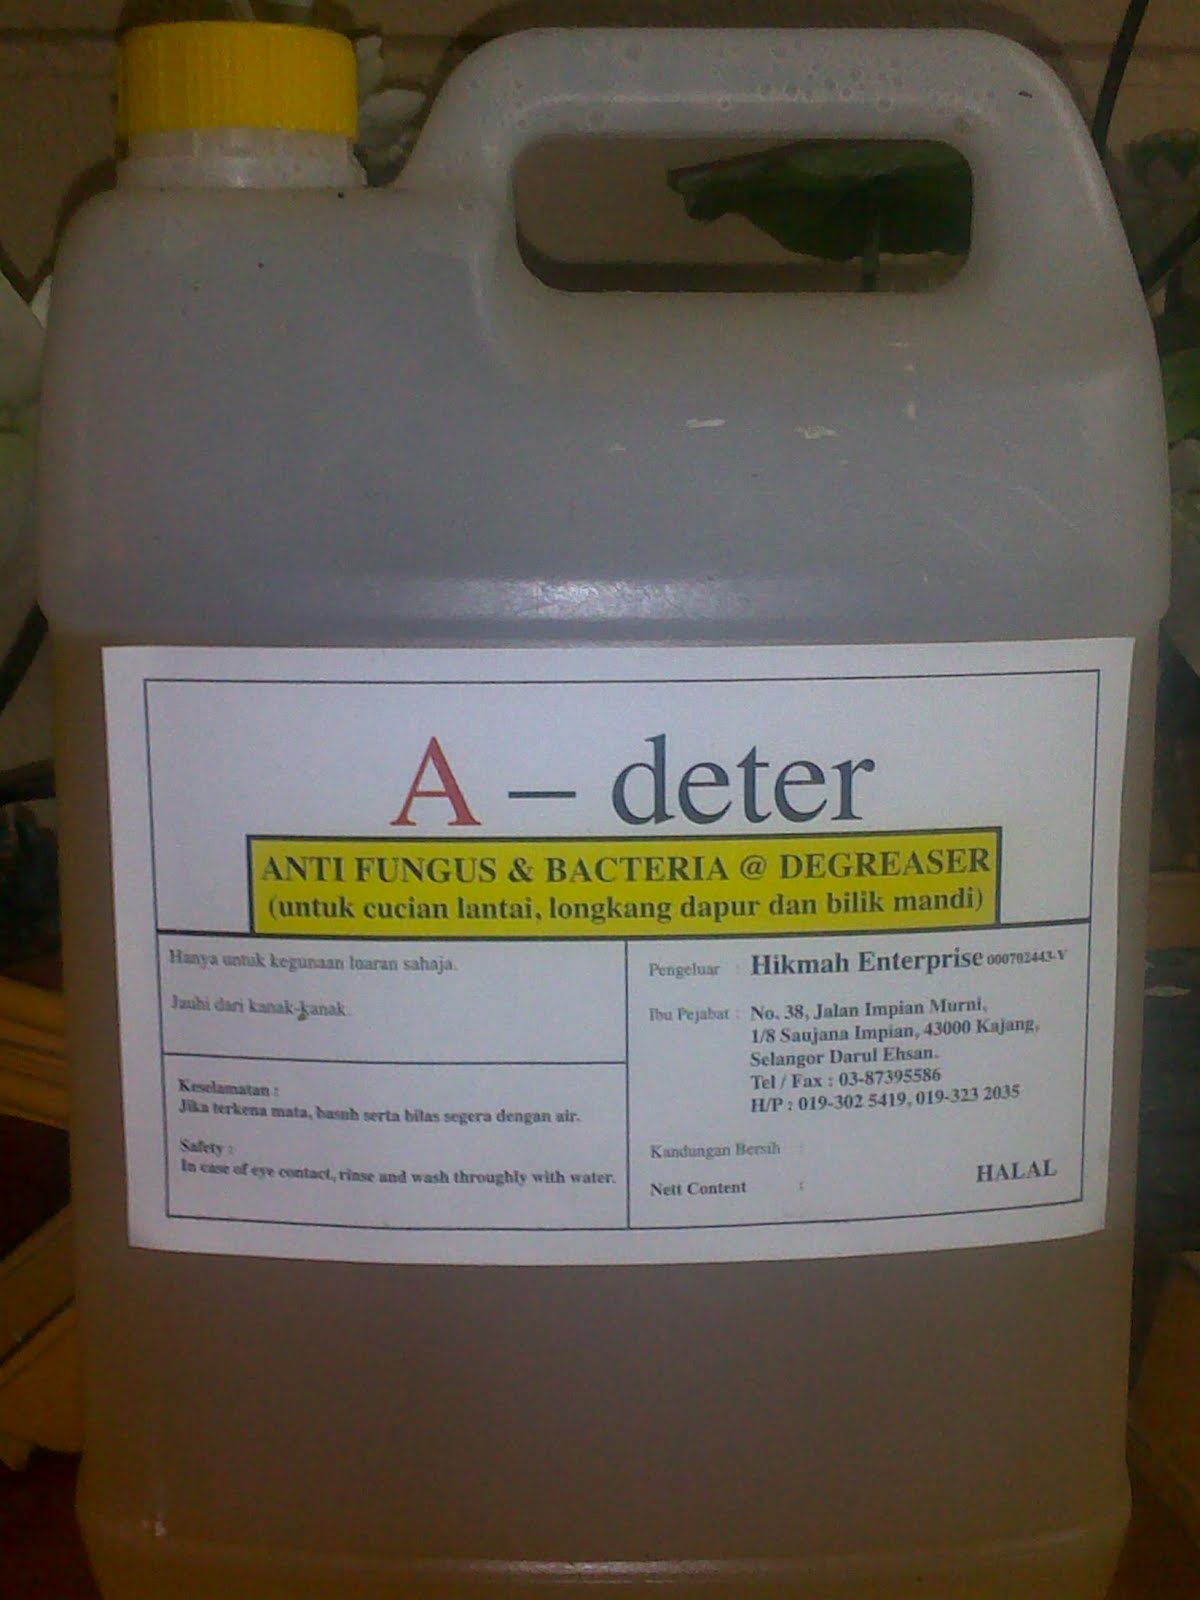 A – deter
ANTI FUNGUS & BACTERIA @ DEGREASER
(untuk cucian lantai, longkang dapur dan bilik mandi)
Hanya untuk kegunaan loaran sahaja.
Jauhi dari kanak-kanak.
Keselamatan :
Jika terkena mata, basuh serta bilas segera dengan air.
Safety :
In case of eye contact, rinse and wash throughly with water.
Pengeluar : Hikmah Enterprise 000702443-V
Ibu Pejabat : No. 38, Jalan Impian Murni,
1/8 Saujana Impian, 43000 Kajang,
Selangor Darul Ehsan.
Tel / Fax : 03-87395586
H/P : 019-302 5419, 019-323 2035
Kandungan Bersih :
Nett Content :
HALAL